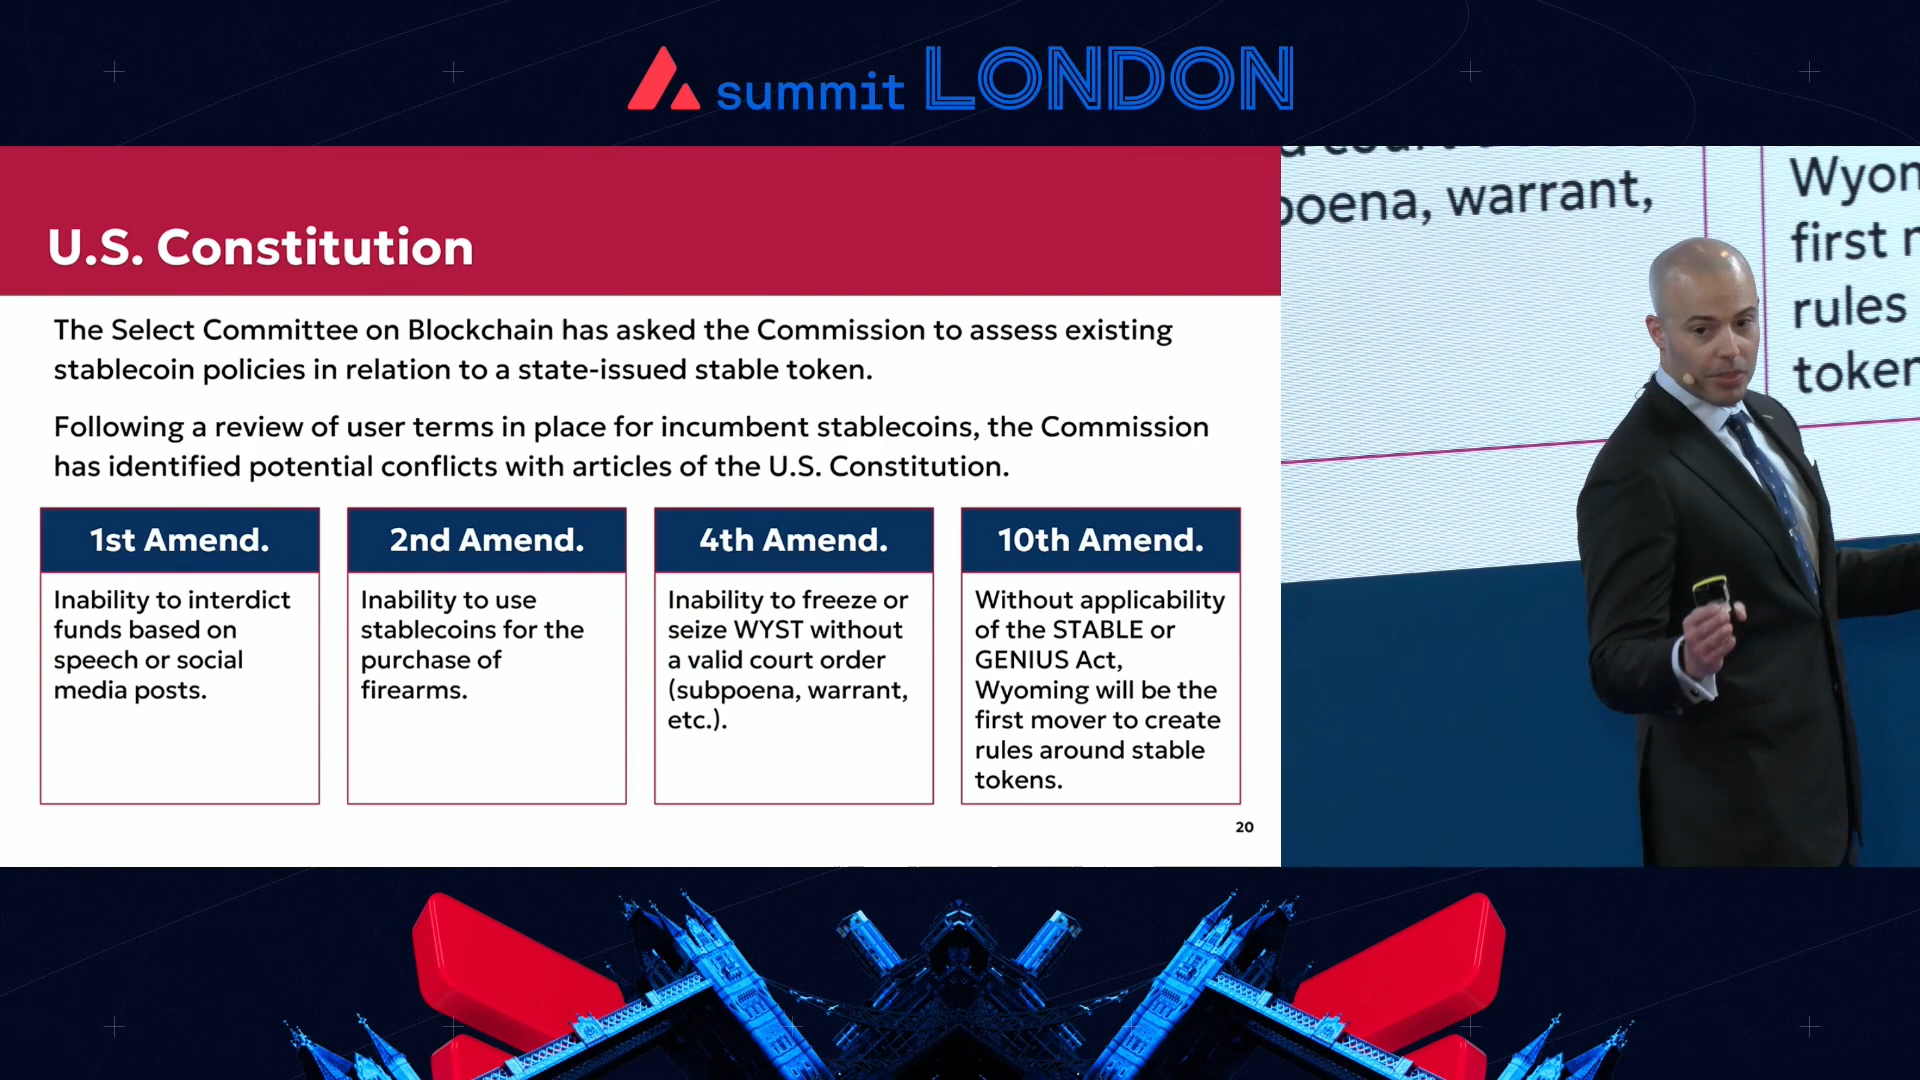 summit LONDON
U.S. Constitution
The Select Committee on Blockchain has asked the Commission to assess existing
stablecoin policies in relation to a state-issued stable token.
Following a review of user terms in place for incumbent stablecoins, the Commission
has identified potential conflicts with articles of the U.S. Constitution.
1st Amend.
Inability to interdict
funds based on
speech or social
media posts.
2nd Amend.
Inability to use
stablecoins for the
purchase of
firearms.
4th Amend.
Inability to freeze or
seize WYST without
a valid court order
(subpoena, warrant,
etc.).
10th Amend.
Without applicability
of the STABLE or
GENIUS Act,
Wyoming will be the
first mover to create
rules around stable
tokens.
20
poena, warrant,
Wyom
first m
rules
token